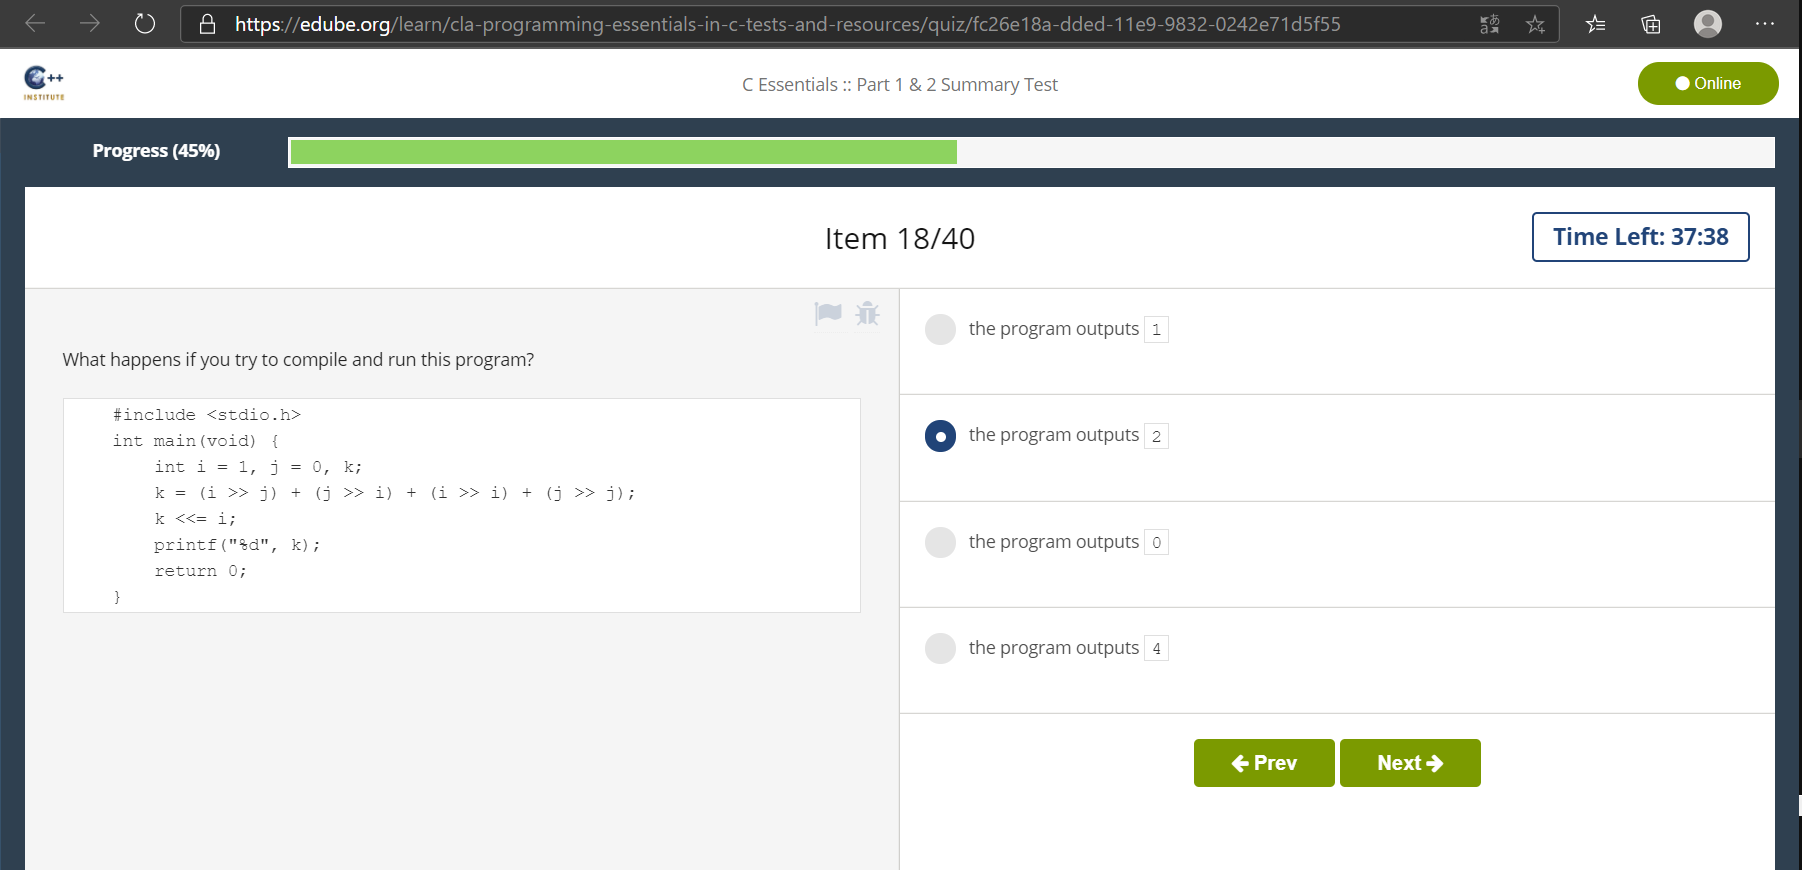 https://edube.org/learn/cla-programming-essentials-in-c-tests-and-resources/quiz/fc26e18a-dded-11e9-9832-0242e71d5f55
C++
INSTITUTE
C Essentials :: Part 1 & 2 Summary Test
Online
Progress (45%)
Item 18/40
Time Left: 37:38
What happens if you try to compile and run this program?
#include <stdio.h>
int main(void) {
    int i = 1, j = 0, k;
    k = (i >> j) + (j >> i) + (i >> i) + (j >> j);
    k <<= i;
    printf("%d", k);
    return 0;
}
the program outputs 1
the program outputs 2
the program outputs 0
the program outputs 4
Prev
Next